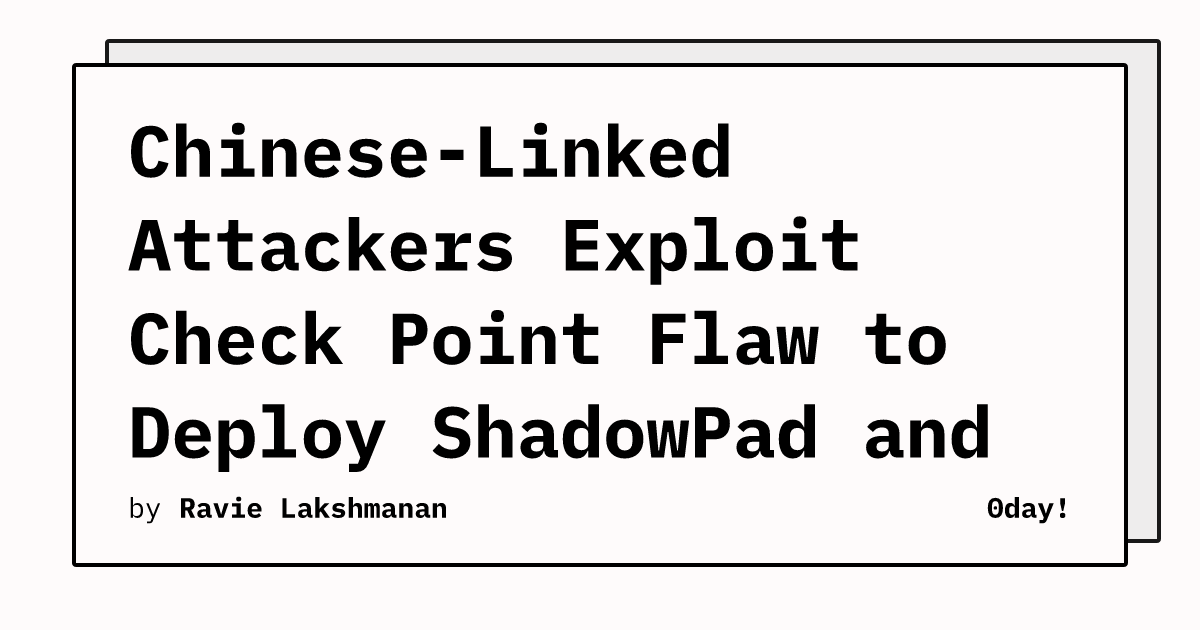 Chinese-Linked
Attackers Exploit
Check Point Flaw to
Deploy ShadowPad and
by Ravie Lakshmanan
0day!